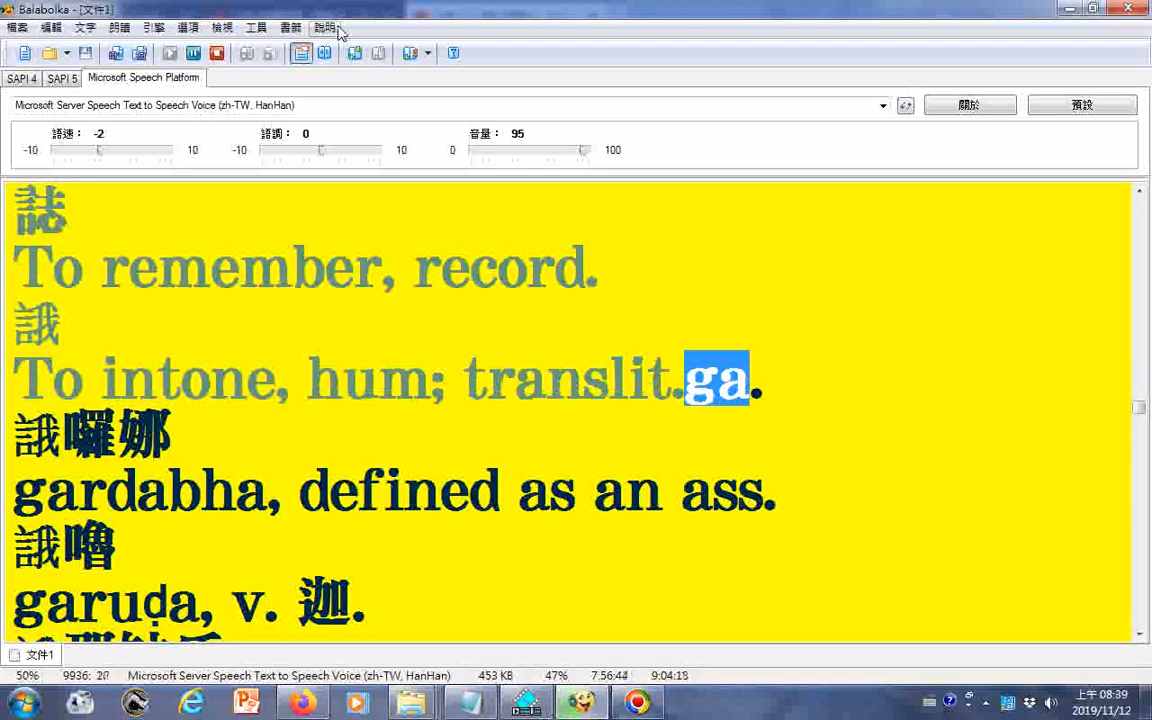 Balabolka - [文件1]
檔案 編輯 文字 朗讀 引擎 選項 檢視 工具 書籤 說明
SAPI 4 SAPI 5 Microsoft Speech Platform
Microsoft Server Speech Text to Speech Voice (zh-TW, HanHan) 關於 預設
語速： -2 語調： 0 音量： 95
-10 10 -10 10 0 100
誌
To remember, record.
誐
To intone, hum; translit.ga.
誐囉娜
gardabha, defined as an ass.
誐嚕
garuḍa, v. 迦.
文件1
50% Microsoft Server Speech Text to Speech Voice (zh-TW, HanHan) 453 KB 47% 7:56:44 9:04:18
上午 08:39
2019/11/12